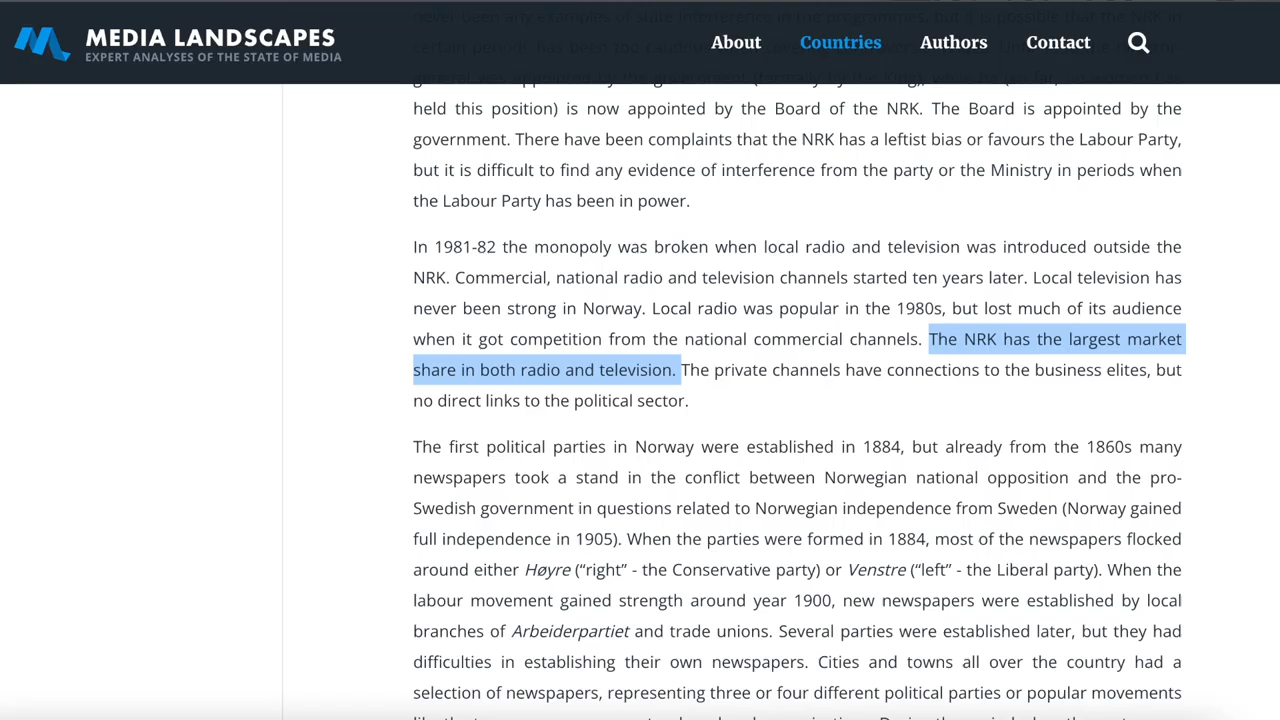 MEDIA LANDSCAPES
EXPERT ANALYSES OF THE STATE OF MEDIA
About
Countries
Authors
Contact
held this position) is now appointed by the Board of the NRK. The Board is appointed by the
government. There have been complaints that the NRK has a leftist bias or favours the Labour Party,
but it is difficult to find any evidence of interference from the party or the Ministry in periods when
the Labour Party has been in power.
In 1981-82 the monopoly was broken when local radio and television was introduced outside the
NRK. Commercial, national radio and television channels started ten years later. Local television has
never been strong in Norway. Local radio was popular in the 1980s, but lost much of its audience
when it got competition from the national commercial channels. The NRK has the largest market
share in both radio and television. The private channels have connections to the business elites, but
no direct links to the political sector.
The first political parties in Norway were established in 1884, but already from the 1860s many
newspapers took a stand in the conflict between Norwegian national opposition and the pro-
Swedish government in questions related to Norwegian independence from Sweden (Norway gained
full independence in 1905). When the parties were formed in 1884, most of the newspapers flocked
around either Høyre (“right” - the Conservative party) or Venstre (“left” - the Liberal party). When the
labour movement gained strength around year 1900, new newspapers were established by local
branches of Arbeiderpartiet and trade unions. Several parties were established later, but they had
difficulties in establishing their own newspapers. Cities and towns all over the country had a
selection of newspapers, representing three or four different political parties or popular movements